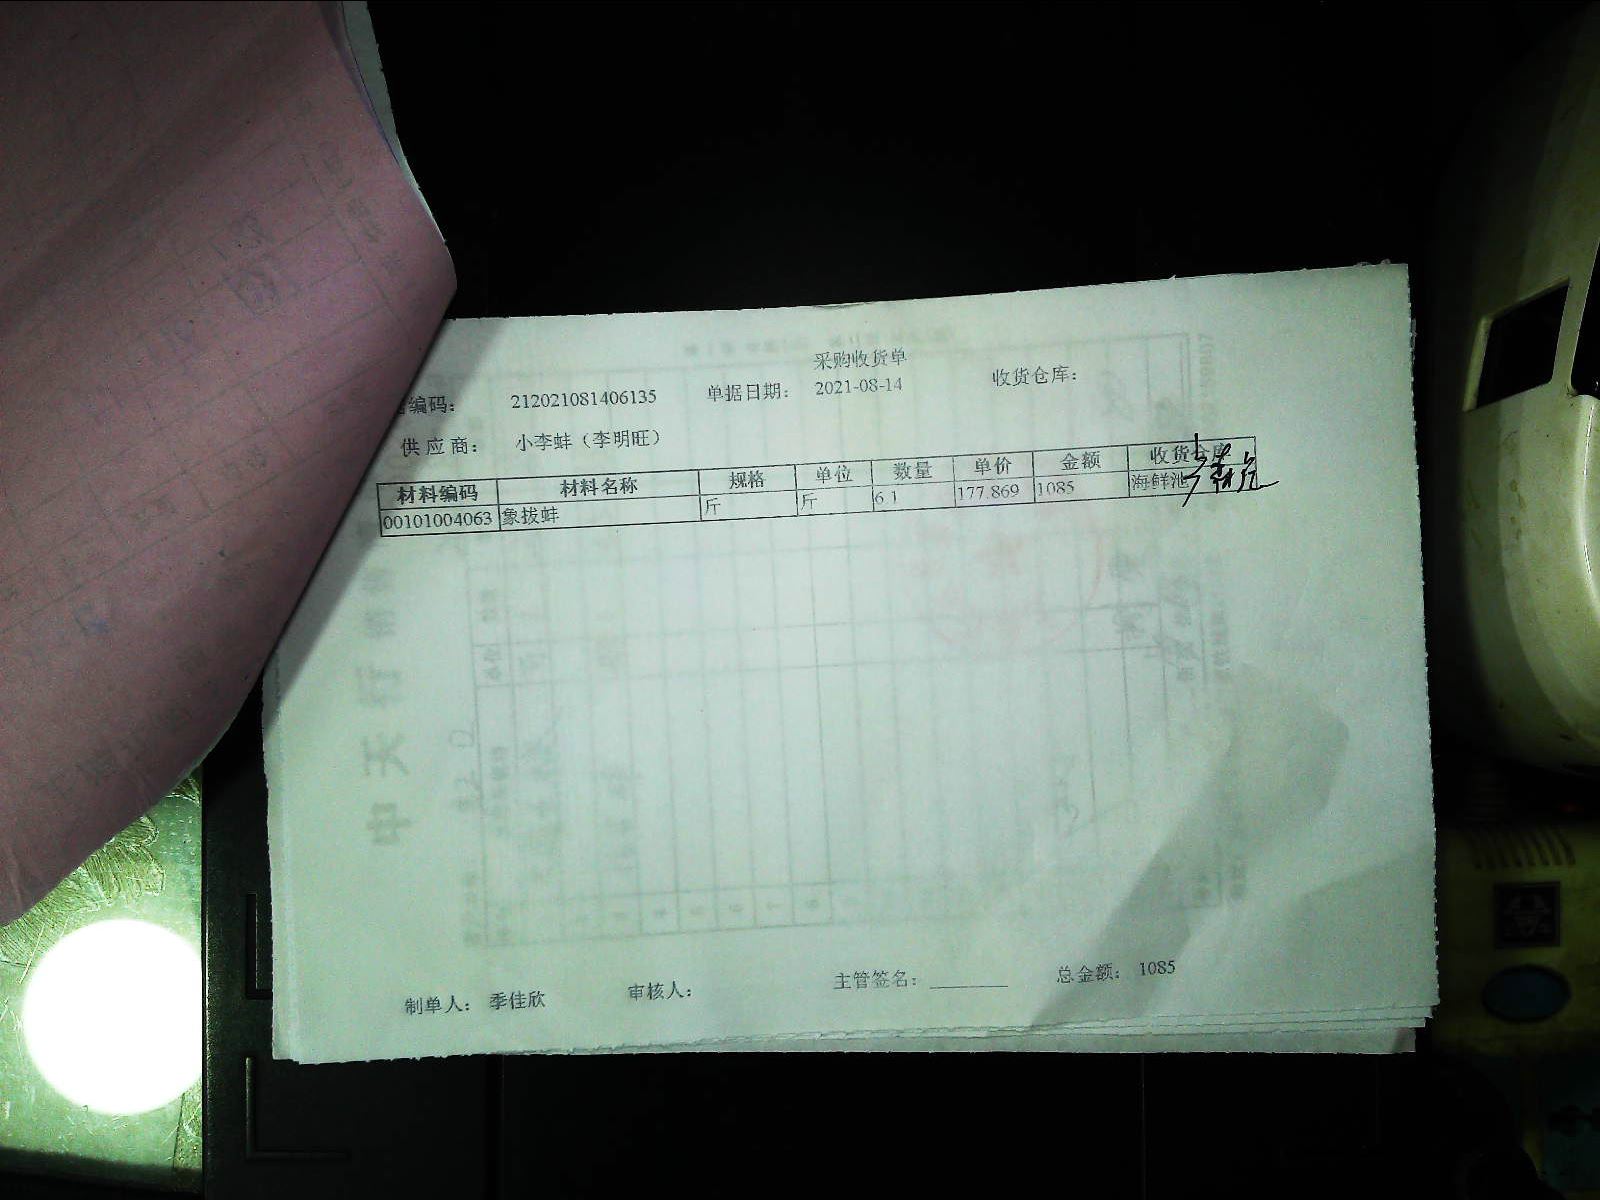 采购收货单
编码： 212021081406135 单据日期： 2021-08-14 收货仓库：
供应商： 小李蚌（李明旺）
材料编码 材料名称 规格 单位 数量 单价 金额 收货仓库
00101004063 象拔蚌 斤 斤 6.1 177.869 1085 海鲜池
制单人： 季佳欣 审核人： 主管签名： 总金额： 1085